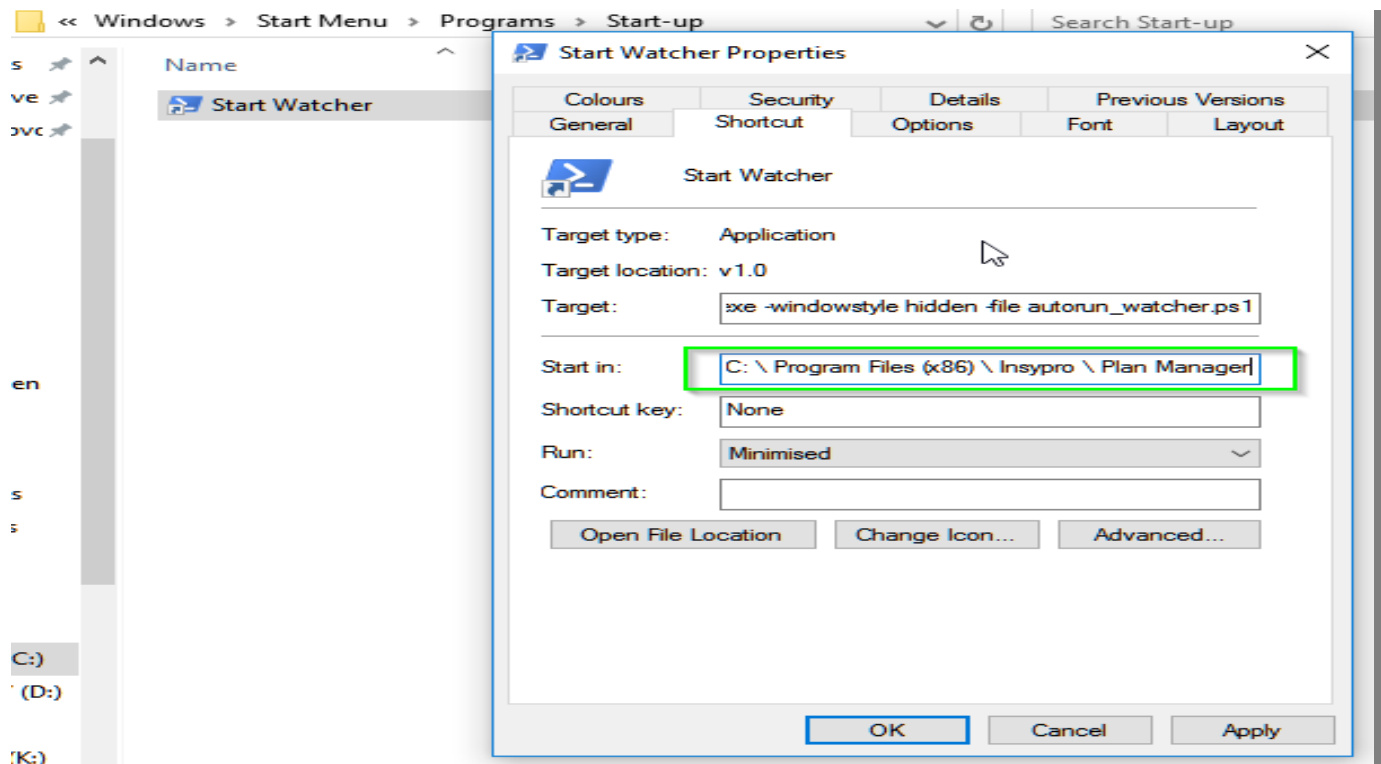 « Windows > Start Menu > Programs > Start-up
Search Start-up
Name
Start Watcher
s
ve
ovc
en
s
s
C:)
(D:)
(K:)
Start Watcher Properties
Colours Security Details Previous Versions
General Shortcut Options Font Layout
Start Watcher
Target type: Application
Target location: v1.0
Target: exe -windowstyle hidden -file autorun_watcher.ps1
Start in: C: \ Program Files (x86) \ Insypro \ Plan Manager
Shortcut key: None
Run: Minimised
Comment:
Open File Location Change Icon... Advanced...
OK Cancel Apply